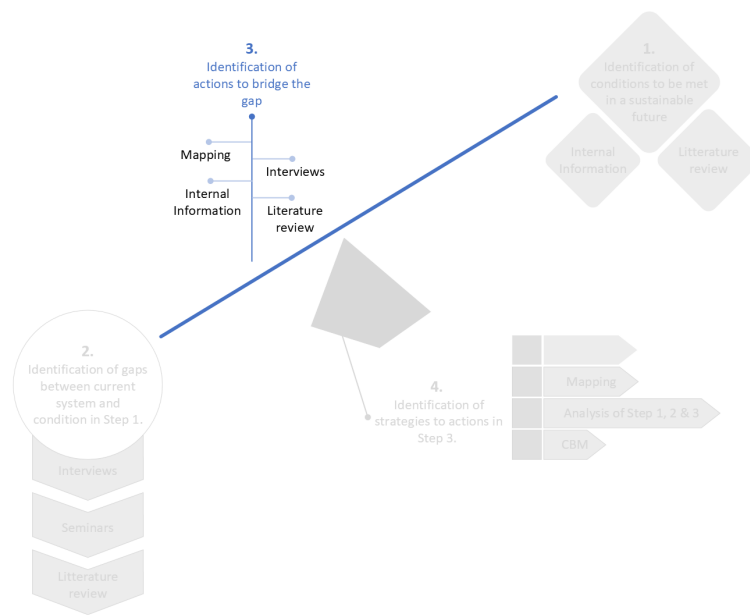 3.
Identification of
actions to bridge the
gap
Mapping
Interviews
Internal
Information
Literature
review
1.
Identification of
conditions to be met
in a sustainable
future
Internal
Information
Litterature
review
2.
Identification of gaps
between current
system and
condition in Step 1.
Interviews
Seminars
Litterature
review
4.
Identification of
strategies to actions in
Step 3.
Mapping
Analysis of Step 1, 2 & 3
CBM